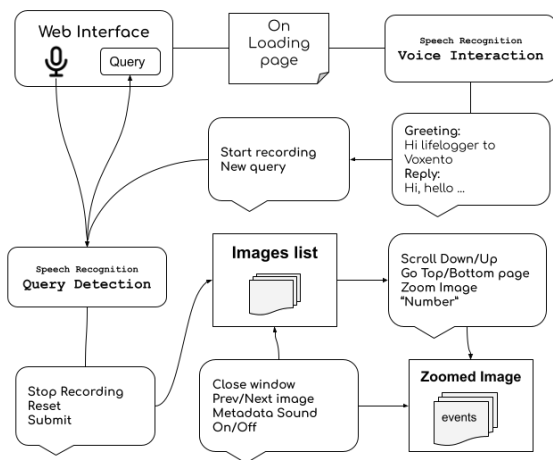 Web Interface
Query
On
Loading
page
Speech Recognition
Voice Interaction
Greeting:
Hi lifelogger to
Voxento
Reply:
Hi, hello ...
Start recording
New query
Speech Recognition
Query Detection
Images list
Scroll Down/Up
Go Top/Bottom page
Zoom Image
“Number”
Stop Recording
Reset
Submit
Close window
Prev/Next image
Metadata Sound
On/Off
Zoomed Image
events